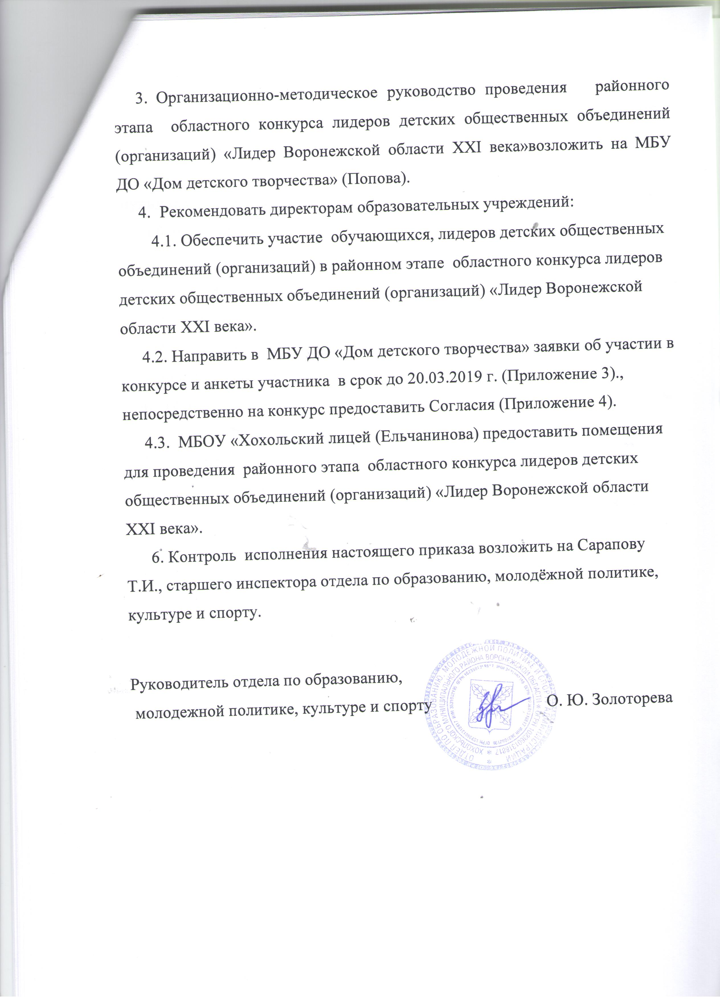 3. Организационно-методическое руководство проведения районного
этапа областного конкурса лидеров детских общественных объединений
(организаций) «Лидер Воронежской области XXI века»возложить на МБУ
ДО «Дом детского творчества» (Попова).
4. Рекомендовать директорам образовательных учреждений:
4.1. Обеспечить участие обучающихся, лидеров детских общественных
объединений (организаций) в районном этапе областного конкурса лидеров
детских общественных объединений (организаций) «Лидер Воронежской
области XXI века».
4.2. Направить в МБУ ДО «Дом детского творчества» заявки об участии в
конкурсе и анкеты участника в срок до 20.03.2019 г. (Приложение 3).,
непосредственно на конкурс предоставить Согласия (Приложение 4).
4.3. МБОУ «Хохольский лицей (Ельчанинова) предоставить помещения
для проведения районного этапа областного конкурса лидеров детских
общественных объединений (организаций) «Лидер Воронежской области
XXI века».
6. Контроль исполнения настоящего приказа возложить на Сарапову
Т.И., старшего инспектора отдела по образованию, молодёжной политике,
культуре и спорту.
Руководитель отдела по образованию,
молодежной политике, культуре и спорту
О. Ю. Золоторева
ОТДЕЛ ПО ОБРАЗОВАНИЮ, МОЛОДЕЖНОЙ ПОЛИТИКЕ И СПОРТА АДМИНИСТРАЦИИ
ХОХОЛЬСКОГО МУНИЦИПАЛЬНОГО РАЙОНА ВОРОНЕЖСКОЙ ОБЛАСТИ * ОГРН 1023601318817 *